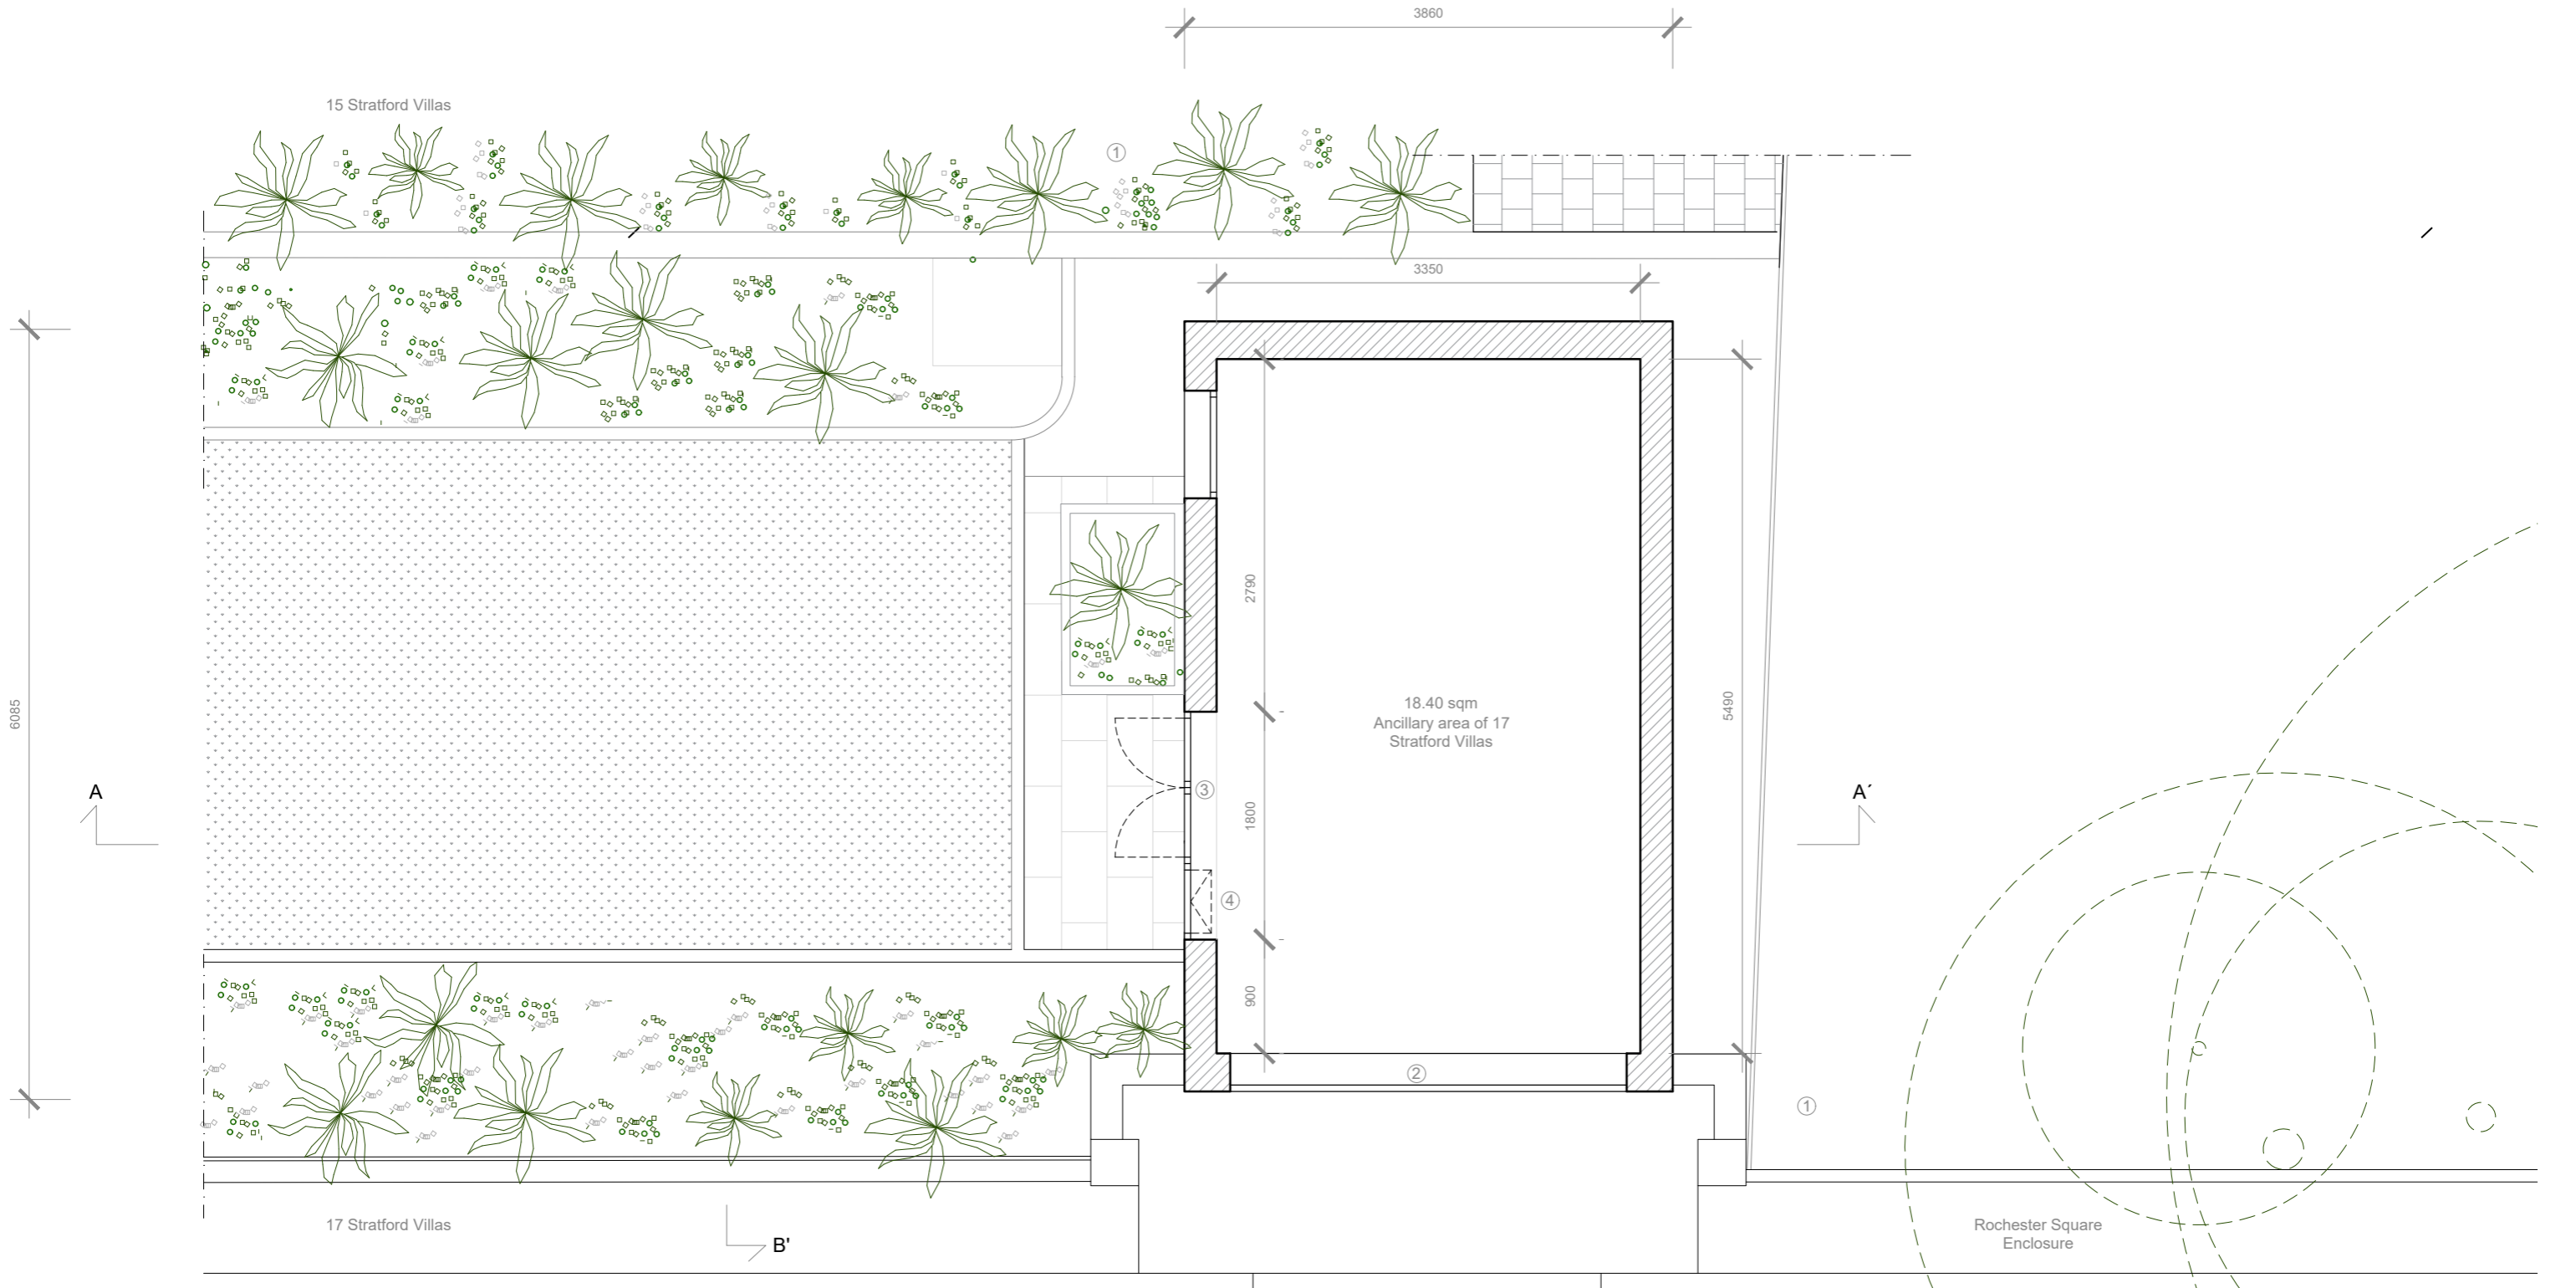 3860
15 Stratford Villas
1
3350
2790
6085
18.40 sqm
Ancillary area of 17
Stratford Villas
5490
A
A´
3
1800
4
900
2
1
17 Stratford Villas
B'
Rochester Square
Enclosure